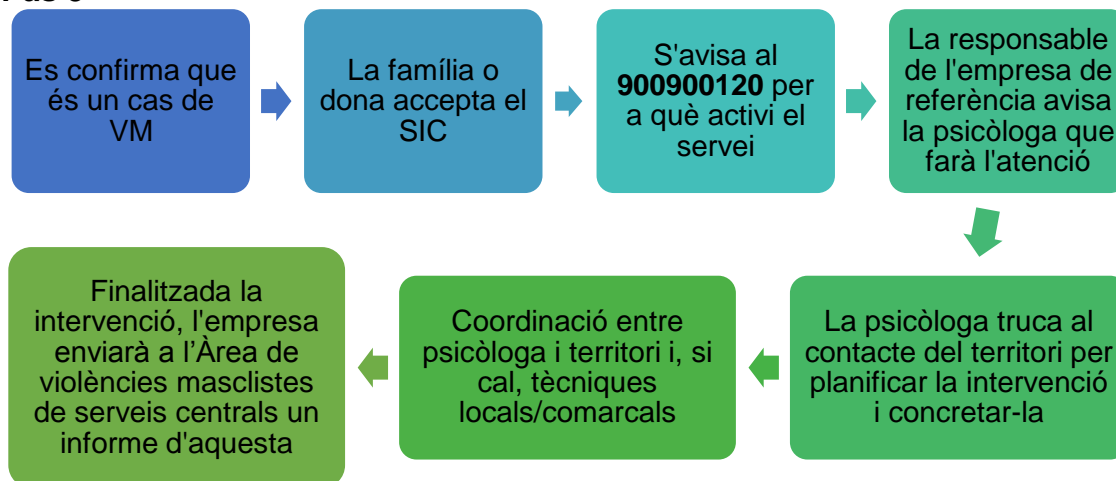 Es confirma que
és un cas de
VM
La família o
dona accepta el
SIC
S'avisa al
900900120 per
a què activi el
servei
La responsable
de l'empresa de
referència avisa
la psicòloga que
farà l'atenció
La psicòloga truca al
contacte del territori per
planificar la intervenció
i concretar-la
Coordinació entre
psicòloga i territori i, si
cal, tècniques
locals/comarcals
Finalitzada la
intervenció, l'empresa
enviarà a l’Àrea de
violències masclistes
de serveis centrals un
informe d'aquesta